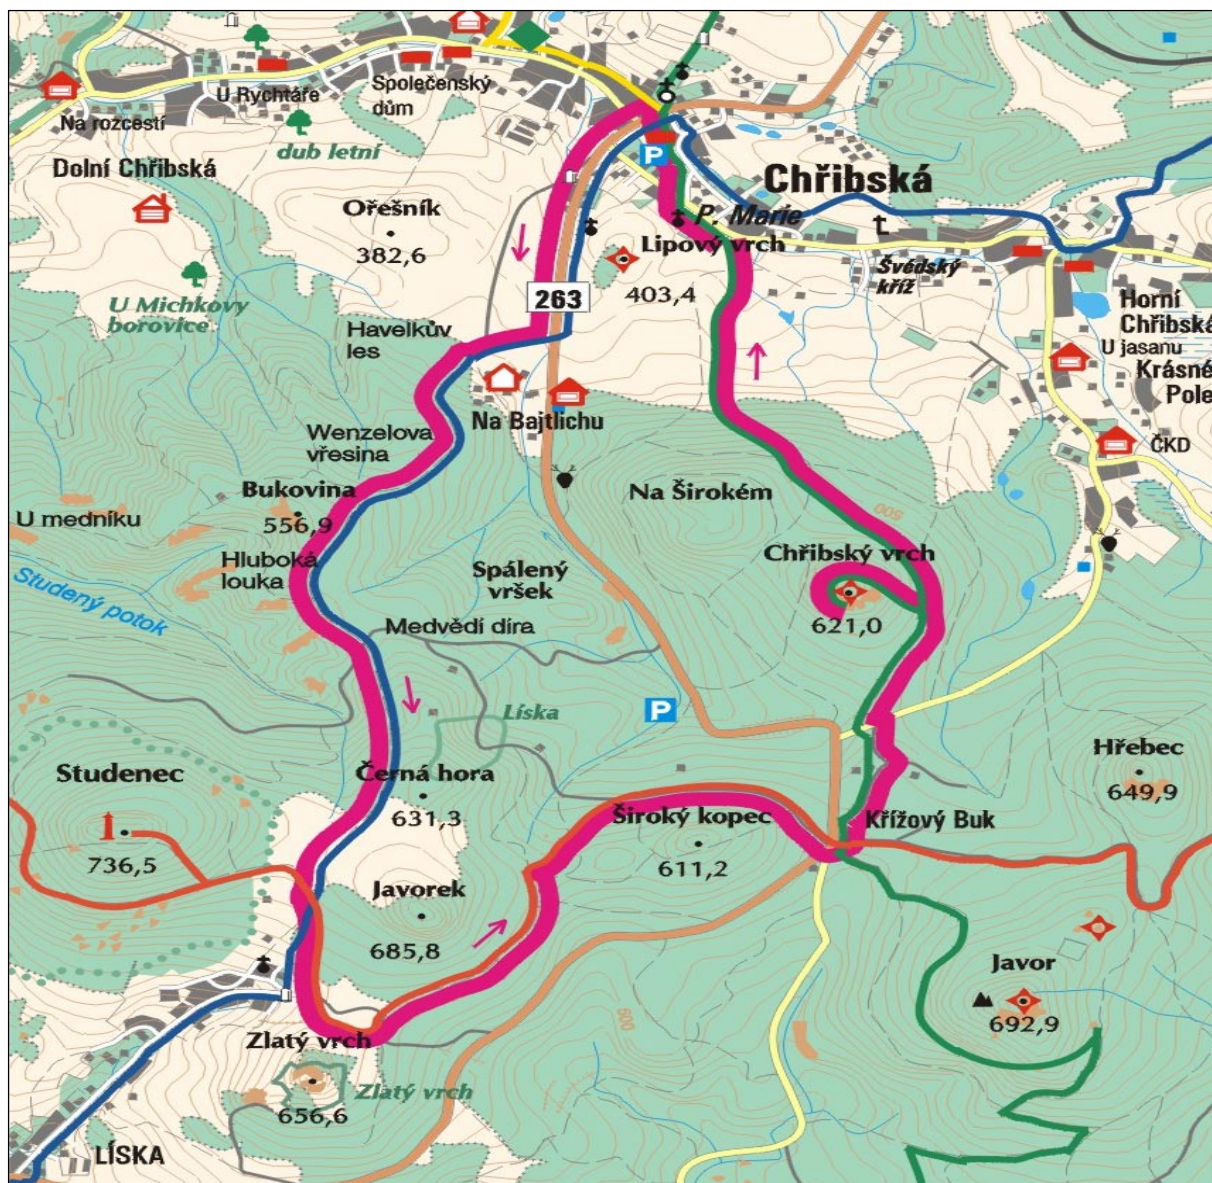 U Rychtáře
Společenský
dům
Na rozcestí
dub letní
Dolní Chřibská
P
Chřibská
Ořešník
382,6
P. Marie
Lipový vrch
403,4
Švédský
kříž
U Michkovy
borovice
263
Havelkův
les
Horní
Chřibská
U jasanu
Krásné
Pole
Na Bajtlichu
Wenzelova
vřesina
ČKD
Bukovina
556,9
U medníku
Na Širokém
500
Hluboká
louka
Spálený
vršek
Chřibský vrch
621,0
Studený potok
Medvědí díra
Líska
P
Studenec
736,5
Černá hora
631,3
Široký kopec
611,2
Křížový Buk
Hřebec
649,9
Javorek
685,8
Javor
692,9
600
Zlatý vrch
Zlatý vrch
656,6
LÍSKA